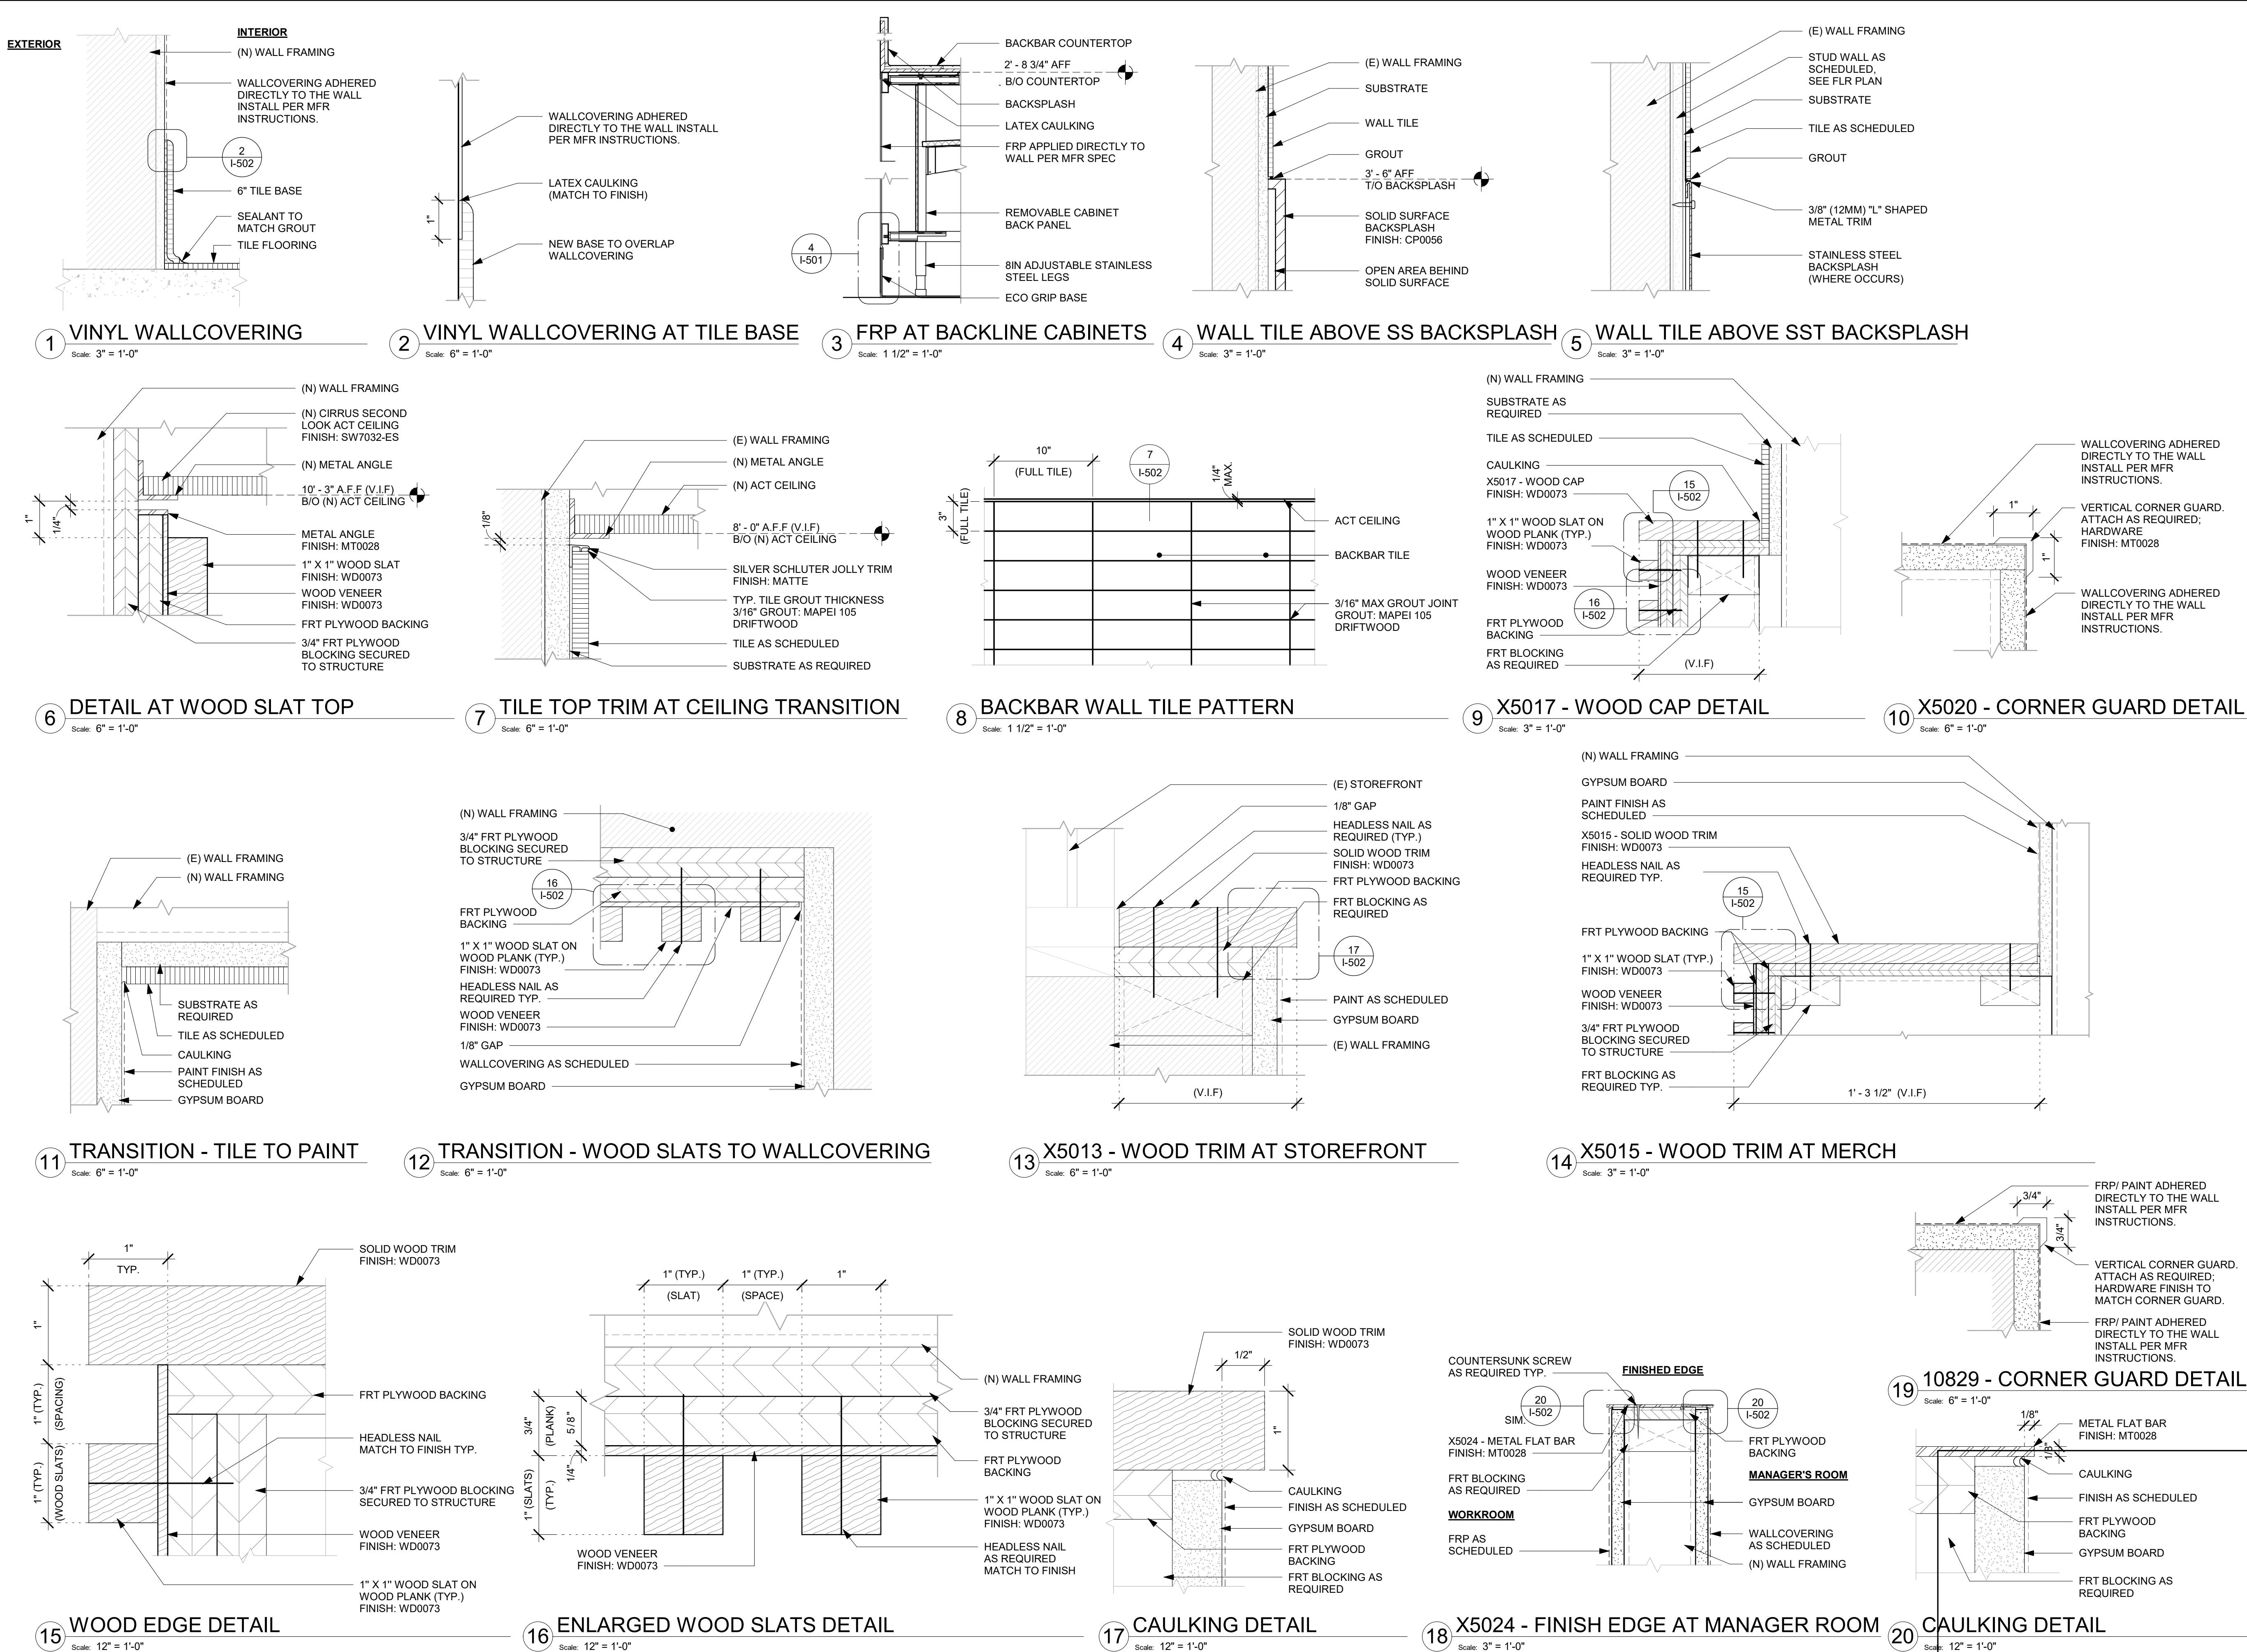 EXTERIOR
INTERIOR
(N) WALL FRAMING
WALLCOVERING ADHERED
DIRECTLY TO THE WALL
INSTALL PER MFR
INSTRUCTIONS.
2
I-502
6" TILE BASE
SEALANT TO
MATCH GROUT
TILE FLOORING
1 VINYL WALLCOVERING
Scale: 3" = 1'-0"
WALLCOVERING ADHERED
DIRECTLY TO THE WALL INSTALL
PER MFR INSTRUCTIONS.
LATEX CAULKING
(MATCH TO FINISH)
1"
NEW BASE TO OVERLAP
WALLCOVERING
2 VINYL WALLCOVERING AT TILE BASE
Scale: 6" = 1'-0"
BACKBAR COUNTERTOP
2' - 8 3/4" AFF
B/O COUNTERTOP
BACKSPLASH
LATEX CAULKING
FRP APPLIED DIRECTLY TO
WALL PER MFR SPEC
REMOVABLE CABINET
BACK PANEL
4
I-501
8IN ADJUSTABLE STAINLESS
STEEL LEGS
ECO GRIP BASE
3 FRP AT BACKLINE CABINETS
Scale: 1 1/2" = 1'-0"
(E) WALL FRAMING
SUBSTRATE
WALL TILE
GROUT
3' - 6" AFF
T/O BACKSPLASH
SOLID SURFACE
BACKSPLASH
FINISH: CP0056
OPEN AREA BEHIND
SOLID SURFACE
4 WALL TILE ABOVE SS BACKSPLASH
Scale: 3" = 1'-0"
(E) WALL FRAMING
STUD WALL AS
SCHEDULED,
SEE FLR PLAN
SUBSTRATE
TILE AS SCHEDULED
GROUT
3/8" (12MM) "L" SHAPED
METAL TRIM
STAINLESS STEEL
BACKSPLASH
(WHERE OCCURS)
5 WALL TILE ABOVE SST BACKSPLASH
Scale: 3" = 1'-0"
(N) WALL FRAMING
(N) CIRRUS SECOND
LOOK ACT CEILING
FINISH: SW7032-ES
(N) METAL ANGLE
10' - 3" A.F.F (V.I.F)
B/O (N) ACT CEILING
1"
1/4"
METAL ANGLE
FINISH: MT0028
1" X 1" WOOD SLAT
FINISH: WD0073
WOOD VENEER
FINISH: WD0073
FRT PLYWOOD BACKING
3/4" FRT PLYWOOD
BLOCKING SECURED
TO STRUCTURE
6 DETAIL AT WOOD SLAT TOP
Scale: 6" = 1'-0"
(E) WALL FRAMING
(N) METAL ANGLE
(N) ACT CEILING
1/8"
8' - 0" A.F.F (V.I.F)
B/O (N) ACT CEILING
SILVER SCHLUTER JOLLY TRIM
FINISH: MATTE
TYP. TILE GROUT THICKNESS
3/16" GROUT: MAPEI 105
DRIFTWOOD
TILE AS SCHEDULED
SUBSTRATE AS REQUIRED
7 TILE TOP TRIM AT CEILING TRANSITION
Scale: 6" = 1'-0"
10"
(FULL TILE)
7
I-502
1/4"
MAX.
3"
(FULL TILE)
ACT CEILING
BACKBAR TILE
3/16" MAX GROUT JOINT
GROUT: MAPEI 105
DRIFTWOOD
8 BACKBAR WALL TILE PATTERN
Scale: 1 1/2" = 1'-0"
(N) WALL FRAMING
SUBSTRATE AS
REQUIRED
TILE AS SCHEDULED
CAULKING
X5017 - WOOD CAP
FINISH: WD0073
15
I-502
1" X 1" WOOD SLAT ON
WOOD PLANK (TYP.)
FINISH: WD0073
WOOD VENEER
FINISH: WD0073
16
I-502
FRT PLYWOOD
BACKING
FRT BLOCKING
AS REQUIRED
(V.I.F)
9 X5017 - WOOD CAP DETAIL
Scale: 3" = 1'-0"
WALLCOVERING ADHERED
DIRECTLY TO THE WALL
INSTALL PER MFR
INSTRUCTIONS.
1"
VERTICAL CORNER GUARD.
ATTACH AS REQUIRED;
HARDWARE
FINISH: MT0028
1"
WALLCOVERING ADHERED
DIRECTLY TO THE WALL
INSTALL PER MFR
INSTRUCTIONS.
10 X5020 - CORNER GUARD DETAIL
Scale: 6" = 1'-0"
(E) WALL FRAMING
(N) WALL FRAMING
SUBSTRATE AS
REQUIRED
TILE AS SCHEDULED
CAULKING
PAINT FINISH AS
SCHEDULED
GYPSUM BOARD
11 TRANSITION - TILE TO PAINT
Scale: 6" = 1'-0"
(N) WALL FRAMING
3/4" FRT PLYWOOD
BLOCKING SECURED
TO STRUCTURE
16
I-502
FRT PLYWOOD
BACKING
1" X 1" WOOD SLAT ON
WOOD PLANK (TYP.)
FINISH: WD0073
HEADLESS NAIL AS
REQUIRED TYP.
WOOD VENEER
FINISH: WD0073
1/8" GAP
WALLCOVERING AS SCHEDULED
GYPSUM BOARD
12 TRANSITION - WOOD SLATS TO WALLCOVERING
Scale: 6" = 1'-0"
(E) STOREFRONT
1/8" GAP
HEADLESS NAIL AS
REQUIRED (TYP.)
SOLID WOOD TRIM
FINISH: WD0073
FRT PLYWOOD BACKING
FRT BLOCKING AS
REQUIRED
17
I-502
PAINT AS SCHEDULED
GYPSUM BOARD
(E) WALL FRAMING
(V.I.F)
13 X5013 - WOOD TRIM AT STOREFRONT
Scale: 6" = 1'-0"
(N) WALL FRAMING
GYPSUM BOARD
PAINT FINISH AS
SCHEDULED
X5015 - SOLID WOOD TRIM
FINISH: WD0073
HEADLESS NAIL AS
REQUIRED TYP.
15
I-502
FRT PLYWOOD BACKING
1" X 1" WOOD SLAT (TYP.)
FINISH: WD0073
WOOD VENEER
FINISH: WD0073
3/4" FRT PLYWOOD
BLOCKING SECURED
TO STRUCTURE
FRT BLOCKING AS
REQUIRED TYP.
1' - 3 1/2" (V.I.F)
14 X5015 - WOOD TRIM AT MERCH
Scale: 3" = 1'-0"
1"
TYP.
SOLID WOOD TRIM
FINISH: WD0073
1"
1" (TYP.)
(SPACING)
1" (TYP.)
(WOOD SLATS)
FRT PLYWOOD BACKING
HEADLESS NAIL
MATCH TO FINISH TYP.
3/4" FRT PLYWOOD BLOCKING
SECURED TO STRUCTURE
WOOD VENEER
FINISH: WD0073
1" X 1" WOOD SLAT ON
WOOD PLANK (TYP.)
FINISH: WD0073
15 WOOD EDGE DETAIL
Scale: 12" = 1'-0"
1" (TYP.)
(SLAT)
1" (TYP.)
(SPACE)
1"
3/4"
(PLANK)
5/8"
1/4"
1" (SLATS)
(TYP.)
(N) WALL FRAMING
3/4" FRT PLYWOOD
BLOCKING SECURED
TO STRUCTURE
FRT PLYWOOD
BACKING
1" X 1" WOOD SLAT ON
WOOD PLANK (TYP.)
FINISH: WD0073
HEADLESS NAIL
AS REQUIRED
MATCH TO FINISH
WOOD VENEER
FINISH: WD0073
16 ENLARGED WOOD SLATS DETAIL
Scale: 12" = 1'-0"
SOLID WOOD TRIM
FINISH: WD0073
1/2"
1"
CAULKING
FINISH AS SCHEDULED
GYPSUM BOARD
FRT PLYWOOD
BACKING
FRT BLOCKING AS
REQUIRED
17 CAULKING DETAIL
Scale: 12" = 1'-0"
COUNTERSUNK SCREW
AS REQUIRED TYP.
FINISHED EDGE
20
I-502
SIM.
20
I-502
X5024 - METAL FLAT BAR
FINISH: MT0028
FRT PLYWOOD
BACKING
FRT BLOCKING
AS REQUIRED
MANAGER'S ROOM
GYPSUM BOARD
WORKROOM
FRP AS
SCHEDULED
WALLCOVERING
AS SCHEDULED
(N) WALL FRAMING
18 X5024 - FINISH EDGE AT MANAGER ROOM
Scale: 3" = 1'-0"
FRP/ PAINT ADHERED
DIRECTLY TO THE WALL
INSTALL PER MFR
INSTRUCTIONS.
3/4"
3/4"
VERTICAL CORNER GUARD.
ATTACH AS REQUIRED;
HARDWARE FINISH TO
MATCH CORNER GUARD.
FRP/ PAINT ADHERED
DIRECTLY TO THE WALL
INSTALL PER MFR
INSTRUCTIONS.
19 10829 - CORNER GUARD DETAIL
Scale: 6" = 1'-0"
1/8"
METAL FLAT BAR
FINISH: MT0028
1/8"
CAULKING
FINISH AS SCHEDULED
FRT PLYWOOD
BACKING
GYPSUM BOARD
FRT BLOCKING AS
REQUIRED
20 CAULKING DETAIL
Scale: 12" = 1'-0"